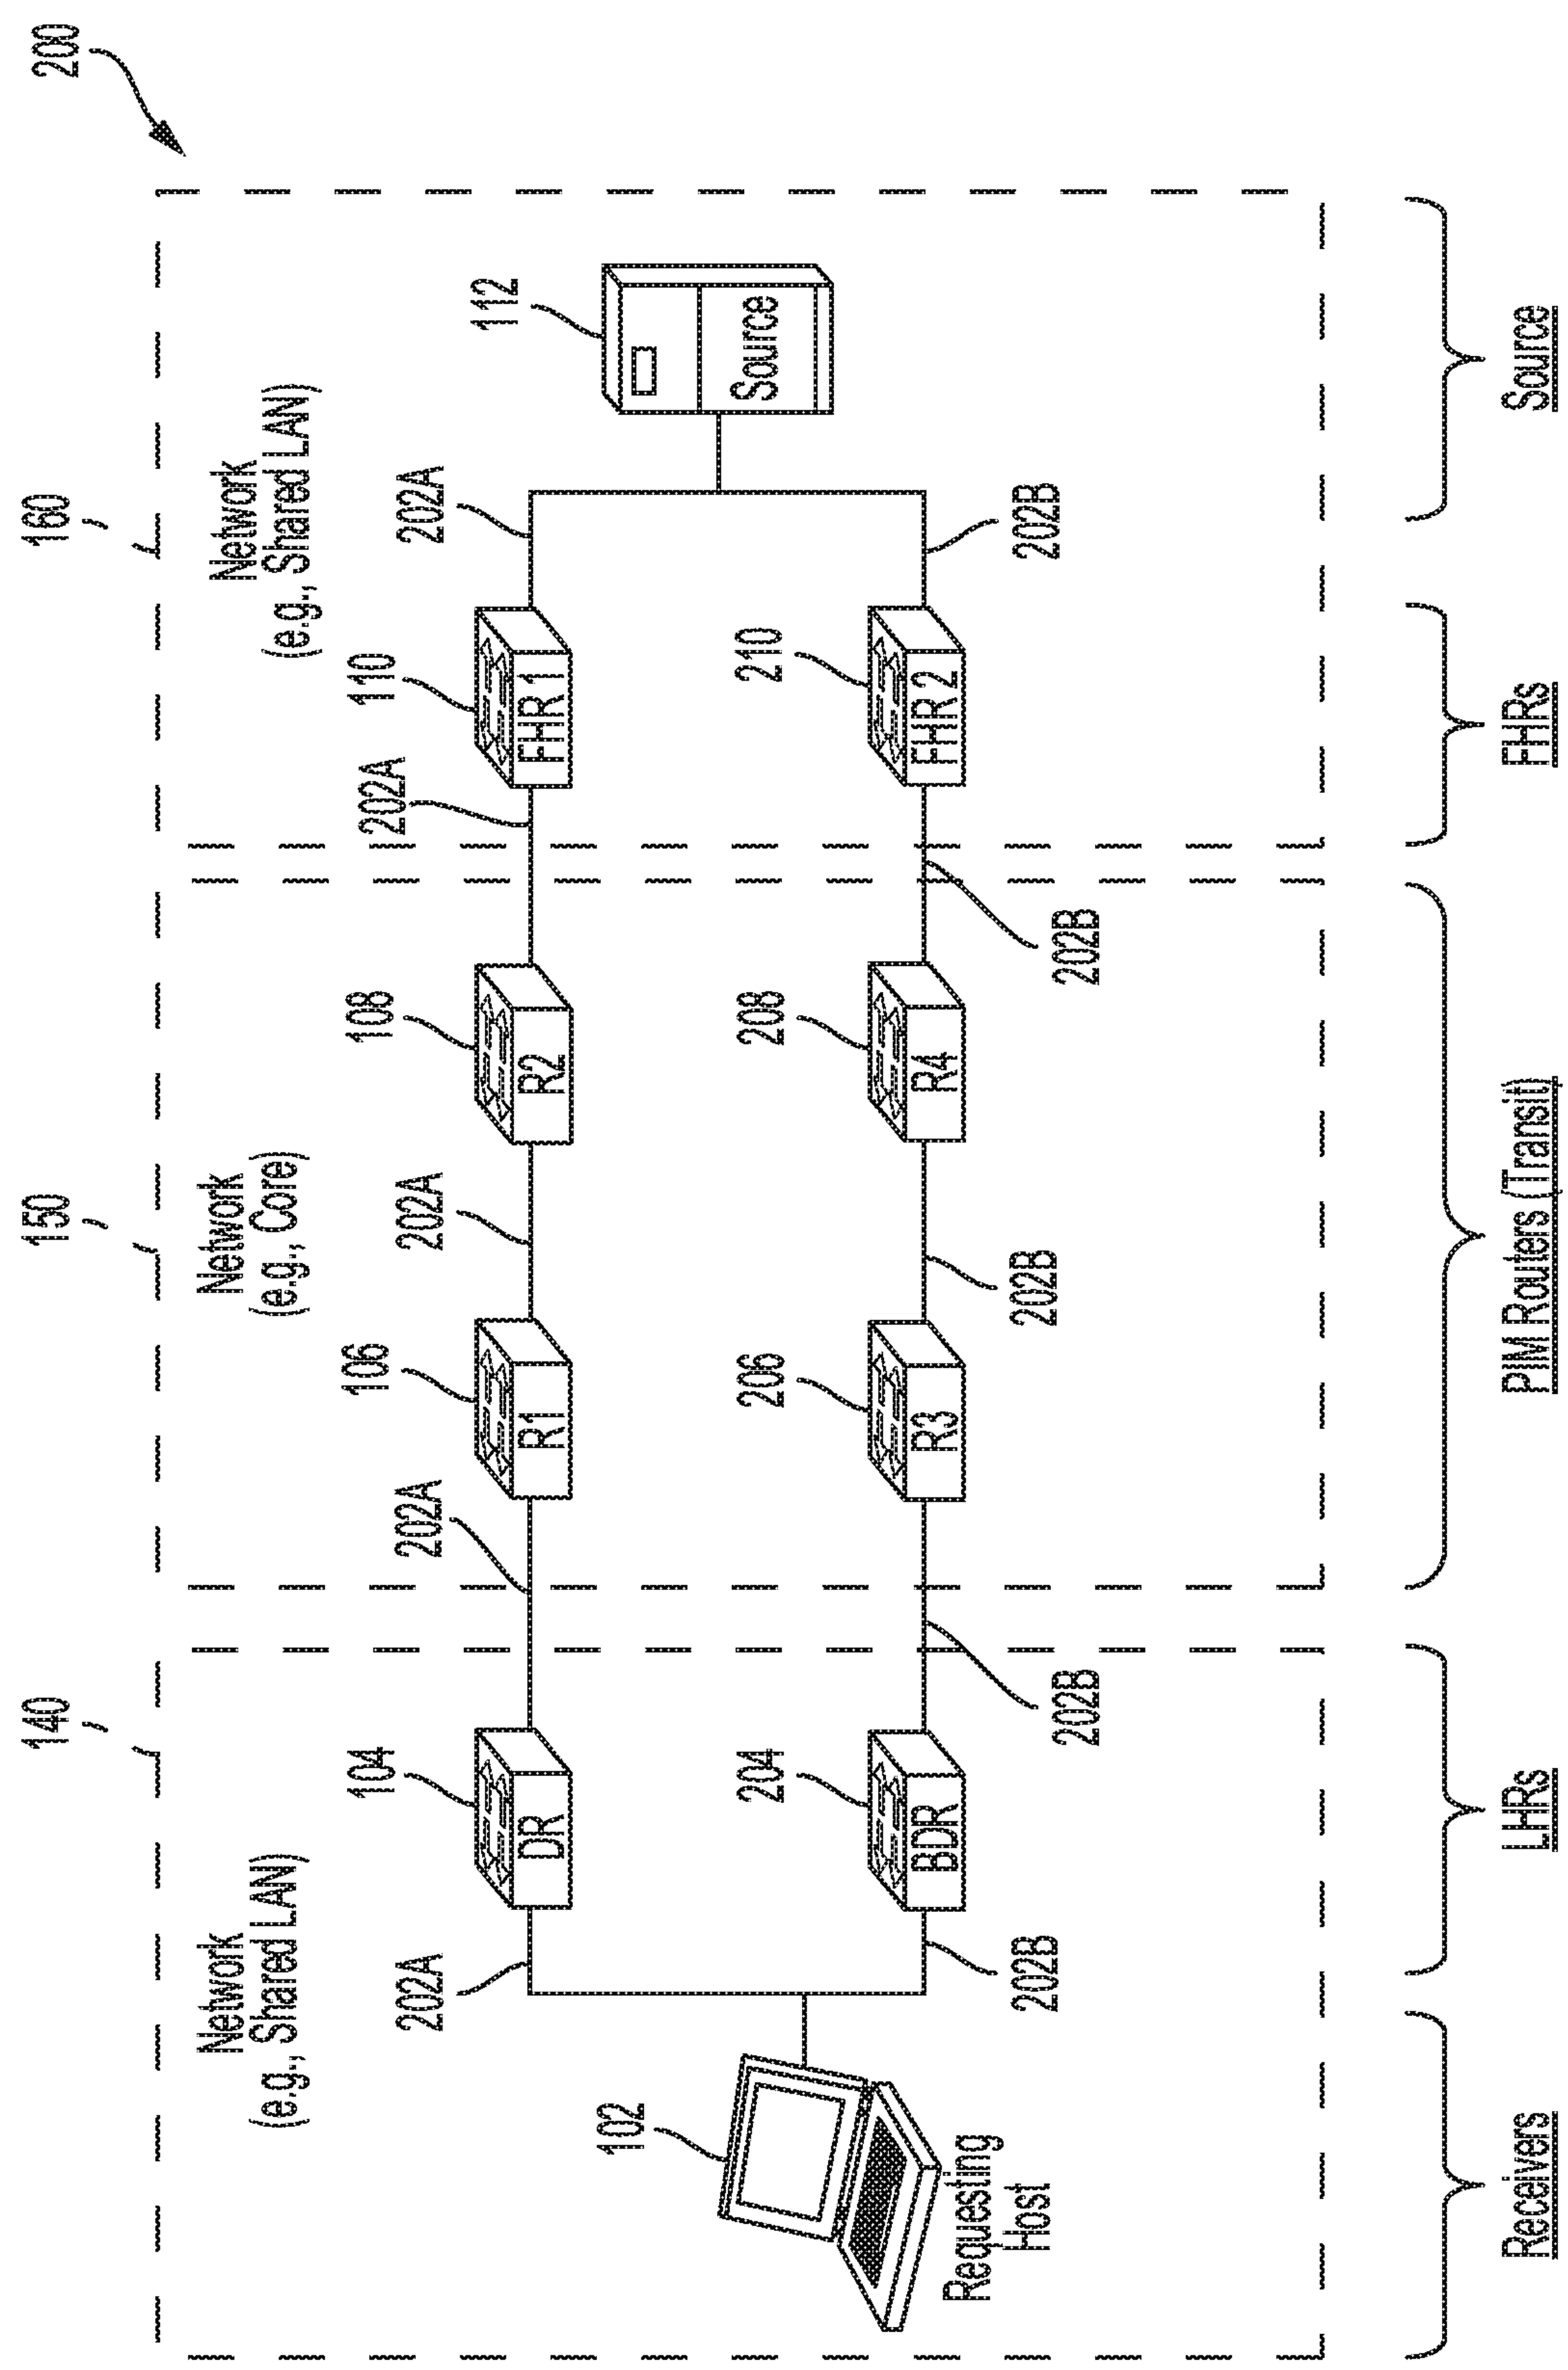 200
140
150
160
Network
(e.g., Shared LAN)
Network
(e.g., Core)
Network
(e.g., Shared LAN)
202A
104
202A
106
202A
108
202A
110
202A
DR
R1
R2
FHR 1
102
112
Requesting
Host
Source
204
206
208
210
BDR
R3
R4
FHR 2
202B
202B
202B
202B
202B
Receivers
LHRs
PIM Routers (Transit)
FHRs
Source